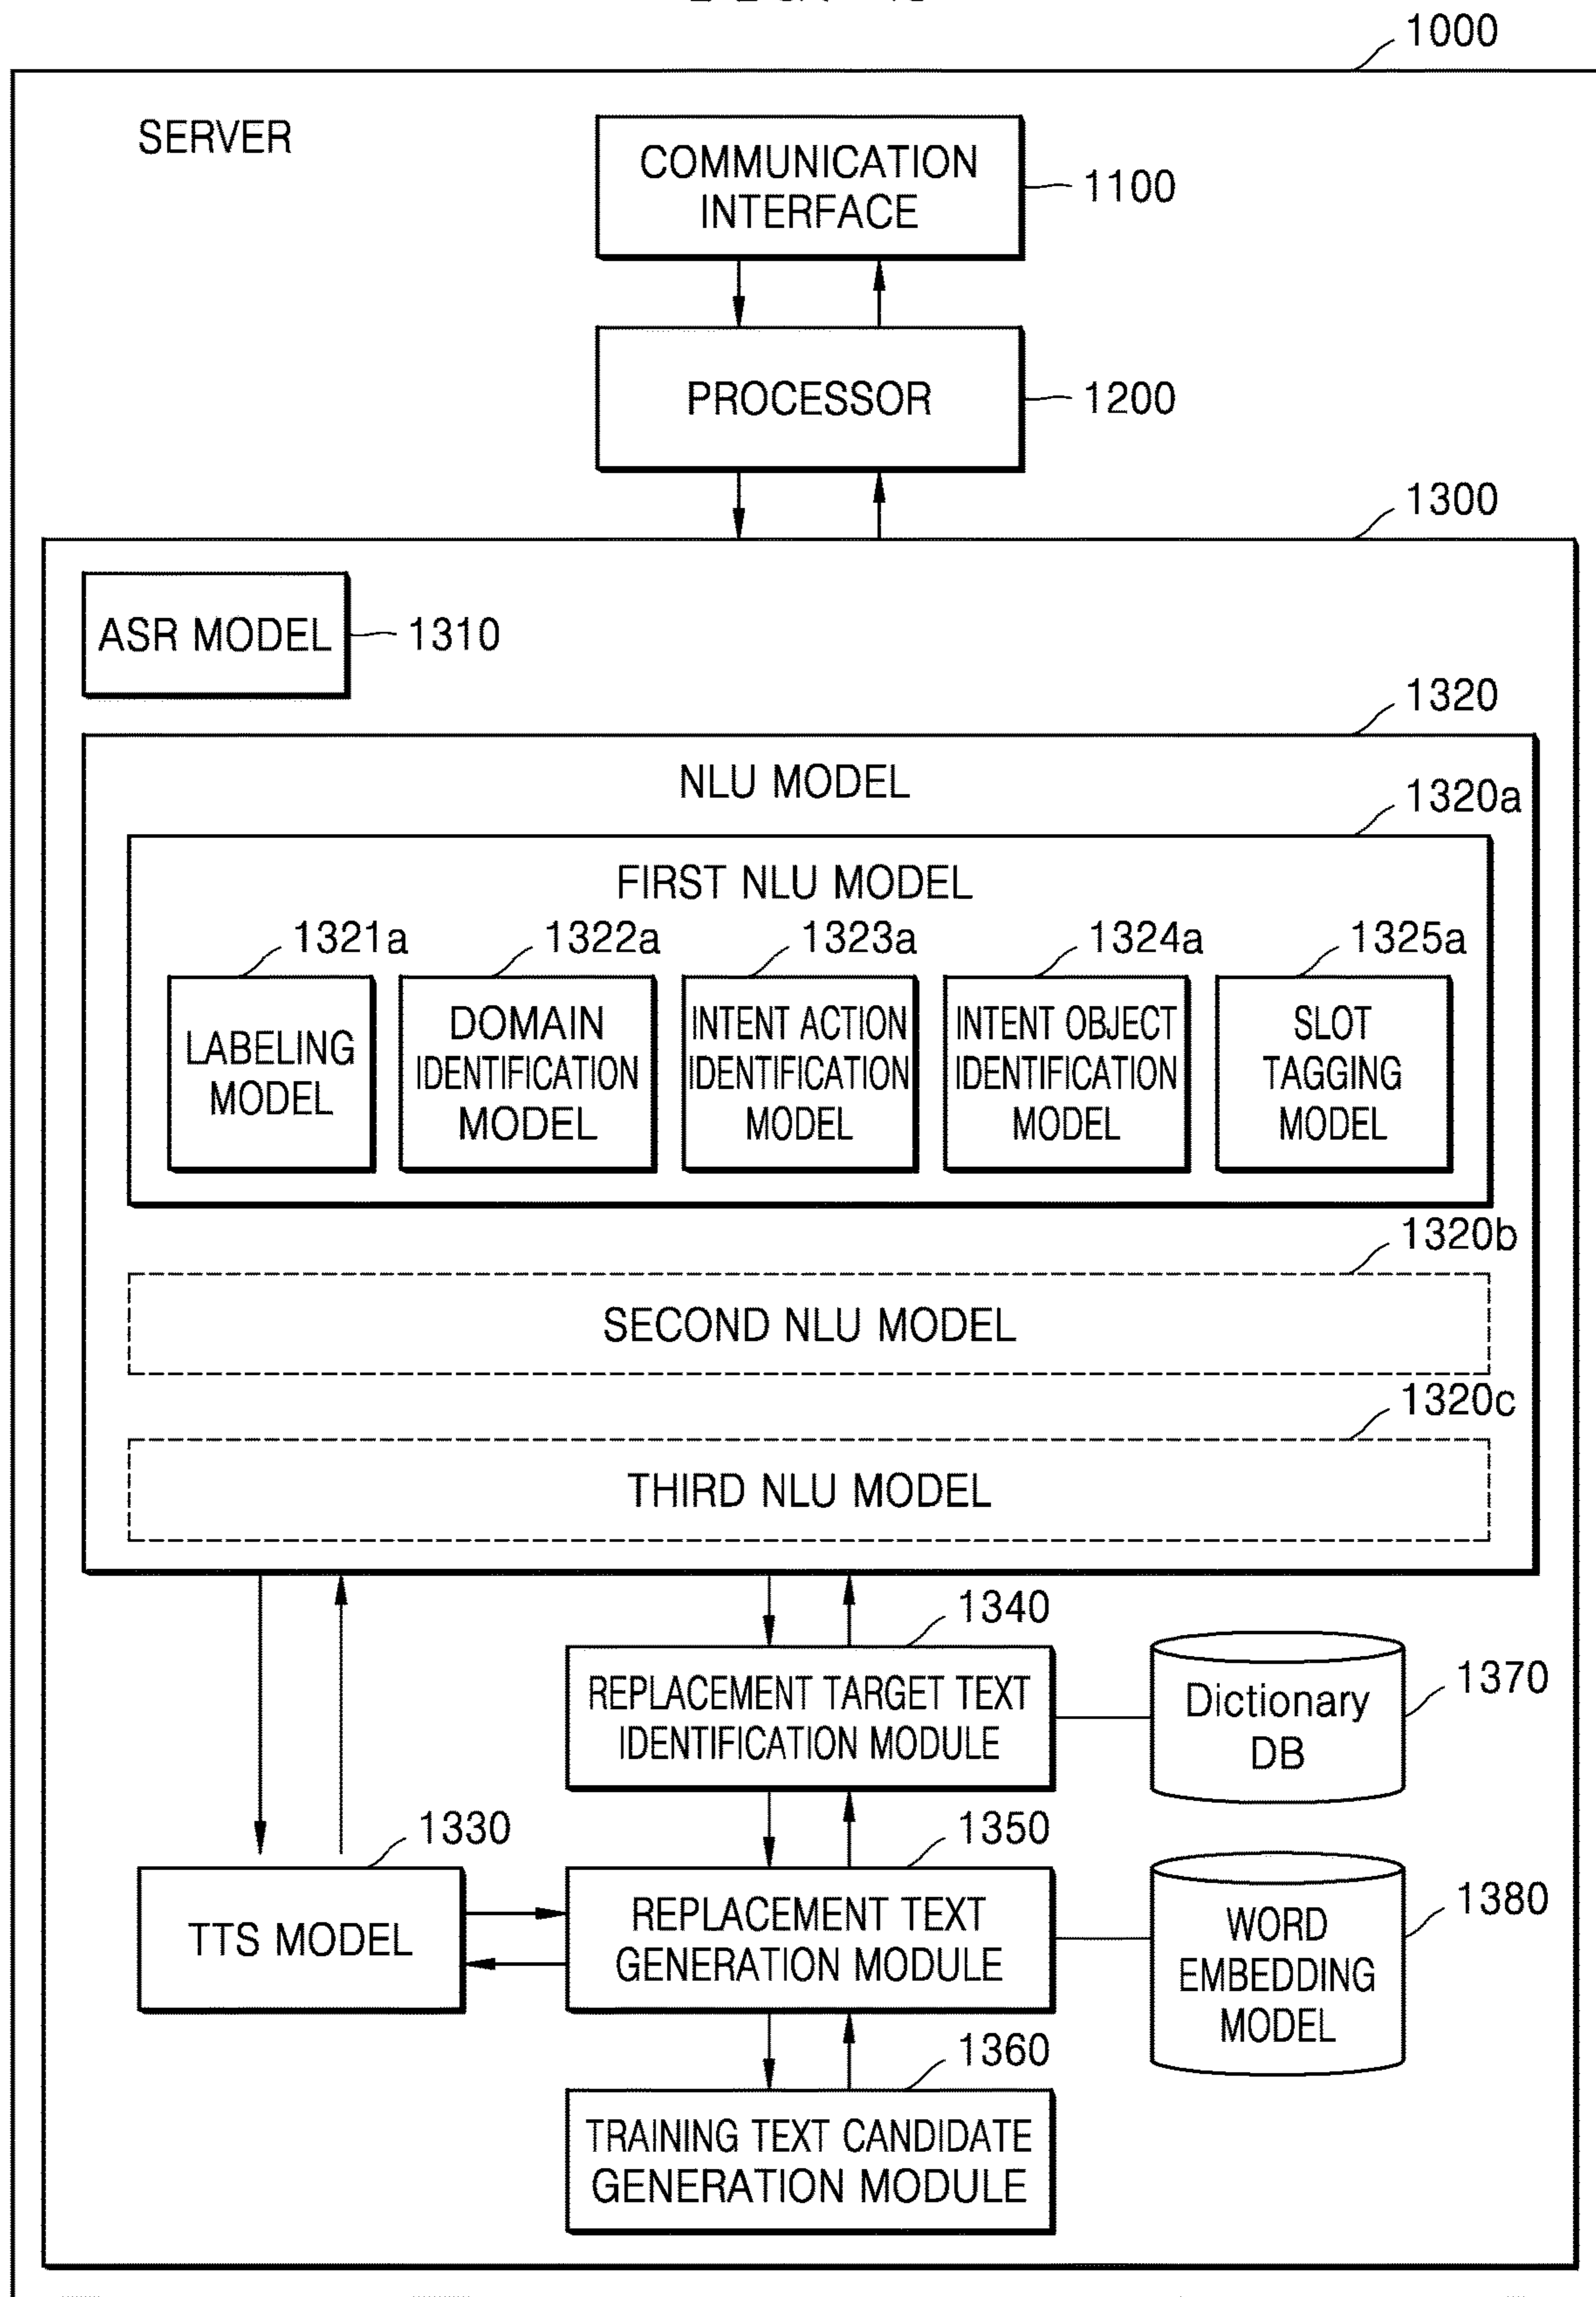 1000
SERVER
COMMUNICATION
INTERFACE
1100
PROCESSOR
1200
1300
ASR MODEL
1310
1320
NLU MODEL
1320a
FIRST NLU MODEL
1321a
1322a
1323a
1324a
1325a
LABELING
MODEL
DOMAIN
IDENTIFICATION
MODEL
INTENT ACTION
IDENTIFICATION
MODEL
INTENT OBJECT
IDENTIFICATION
MODEL
SLOT
TAGGING
MODEL
1320b
SECOND NLU MODEL
1320c
THIRD NLU MODEL
1340
REPLACEMENT TARGET TEXT
IDENTIFICATION MODULE
1370
Dictionary
DB
1330
TTS MODEL
1350
REPLACEMENT TEXT
GENERATION MODULE
1380
WORD
EMBEDDING
MODEL
1360
TRAINING TEXT CANDIDATE
GENERATION MODULE